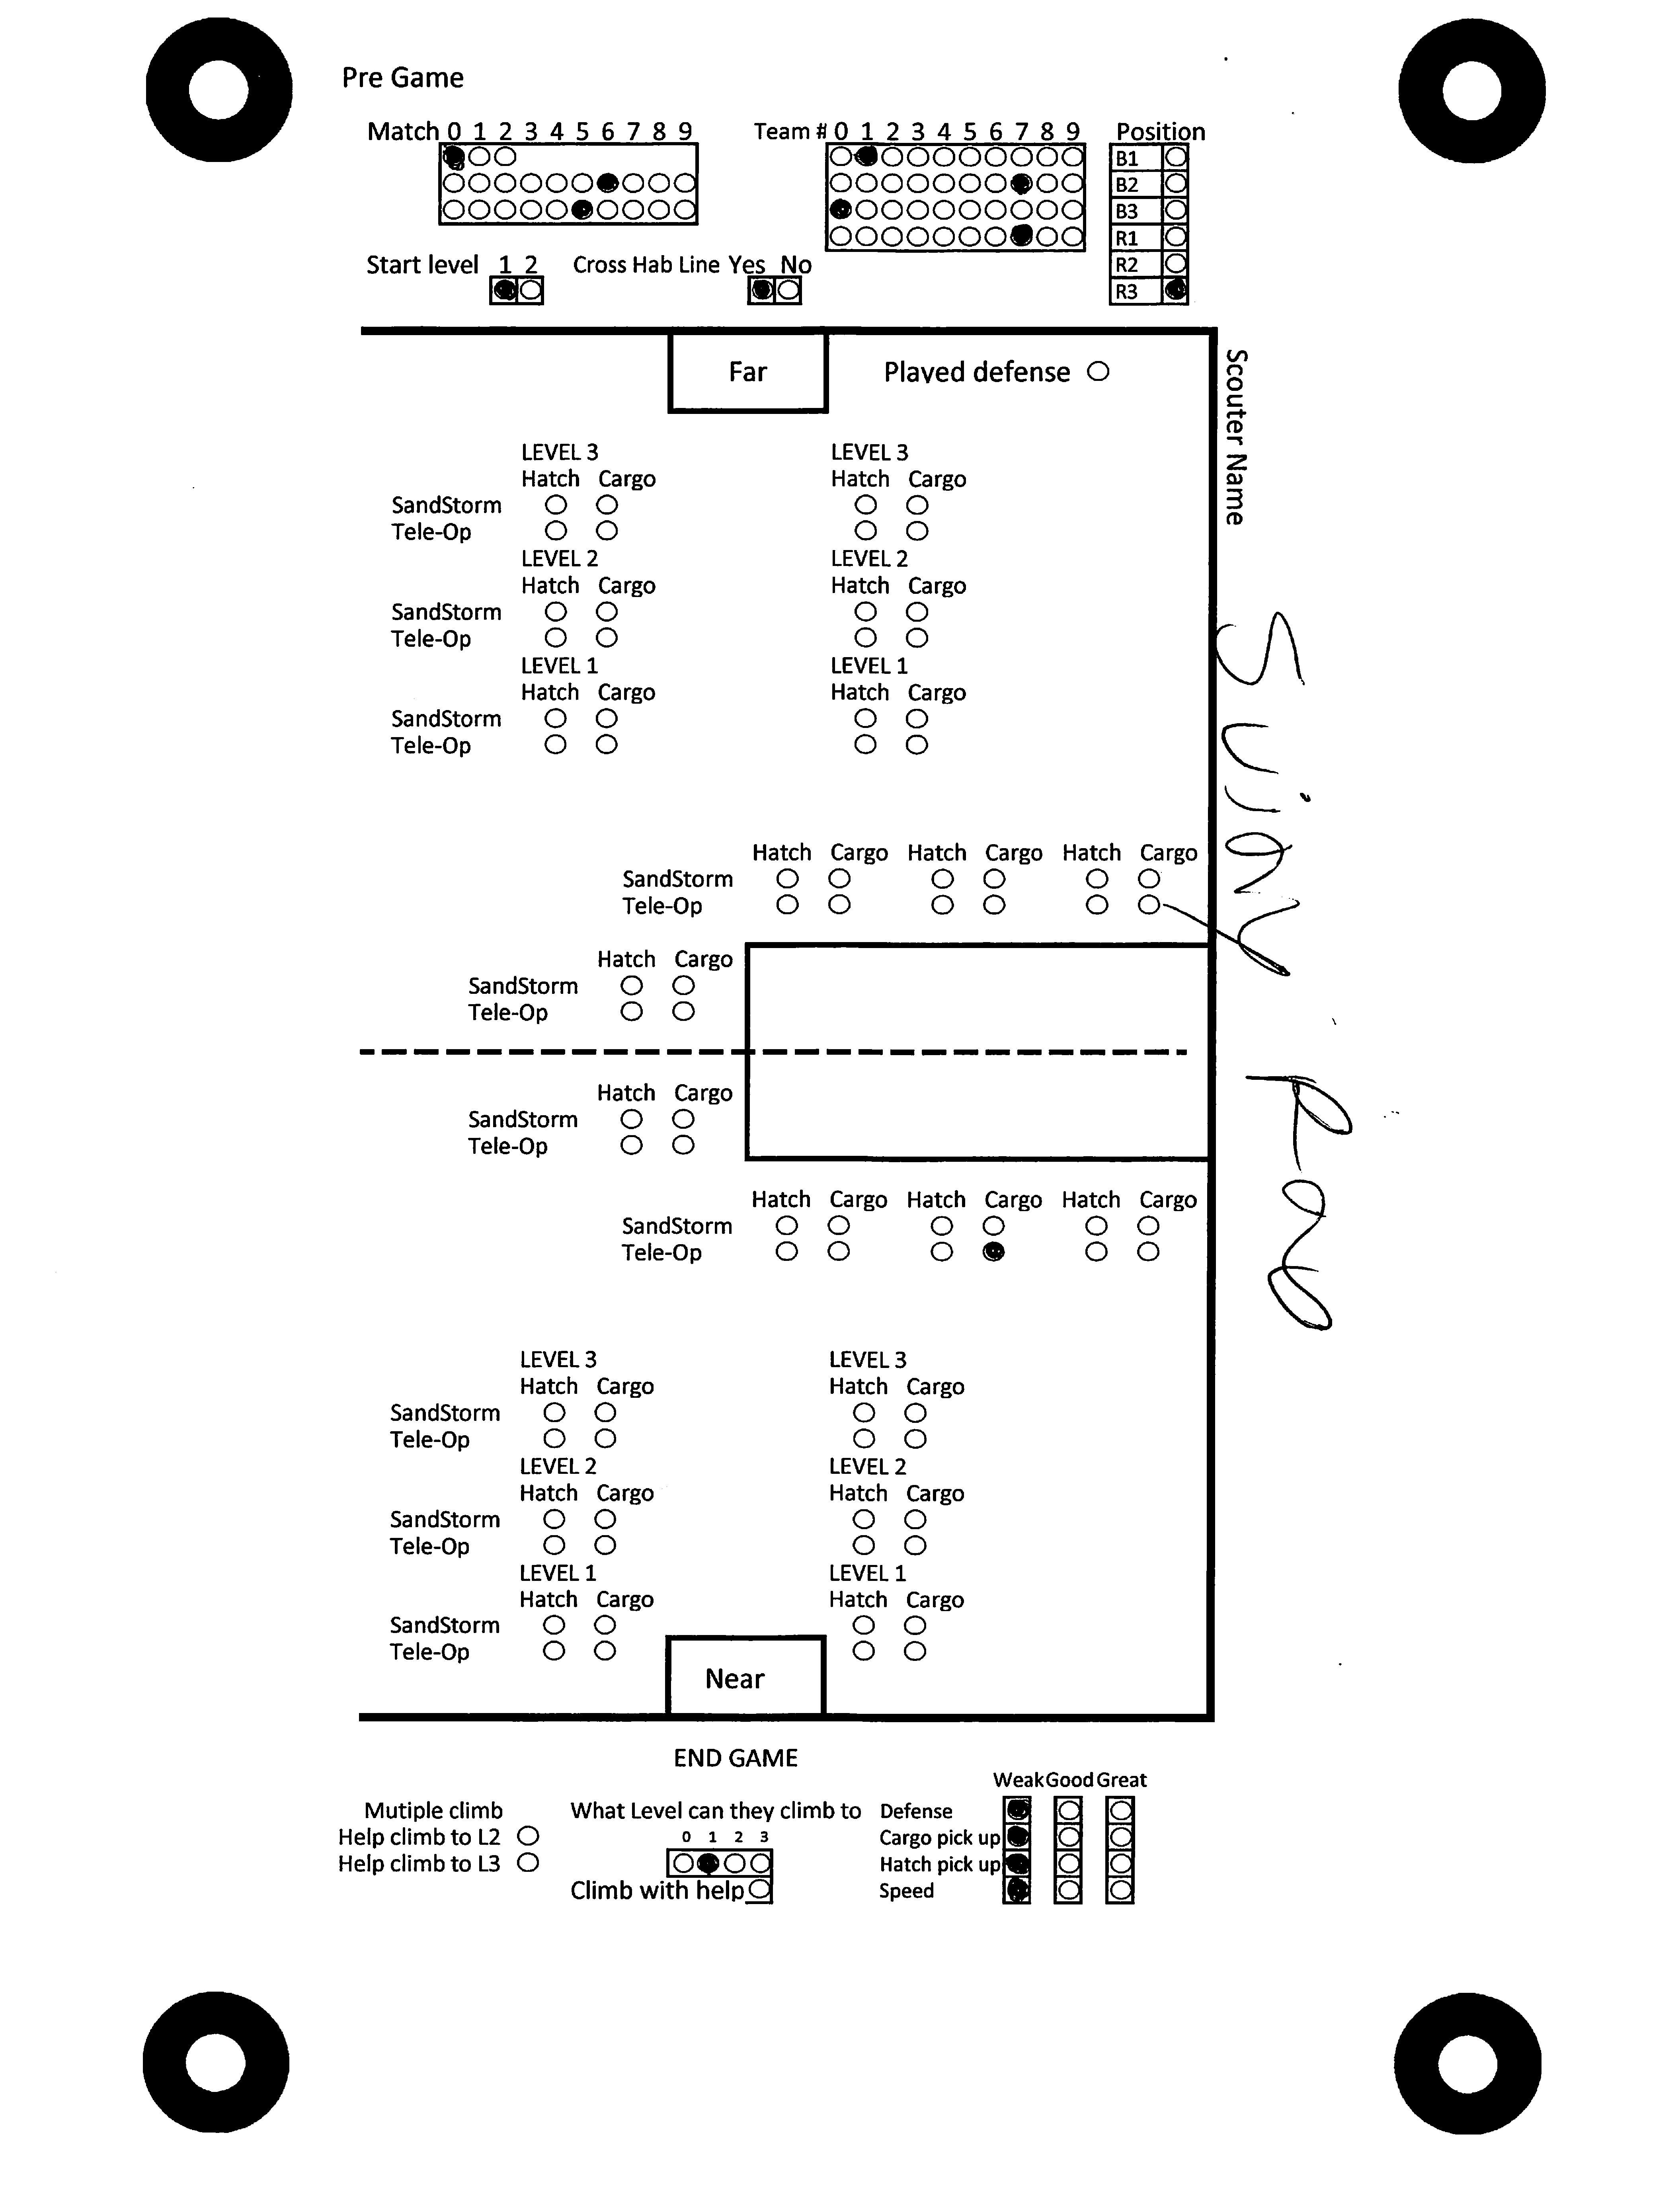 Pre Game
Match 0 1 2 3 4 5 6 7 8 9
Team # 0 1 2 3 4 5 6 7 8 9
Position
B1
B2
B3
R1
R2
R3
Start level 1 2
Cross Hab Line Yes No
Far
Played defense
Scouter Name
LEVEL 3 LEVEL 3
Hatch Cargo Hatch Cargo
SandStorm
Tele-Op
LEVEL 2 LEVEL 2
Hatch Cargo Hatch Cargo
SandStorm
Tele-Op
LEVEL 1 LEVEL 1
Hatch Cargo Hatch Cargo
SandStorm
Tele-Op
Hatch Cargo Hatch Cargo Hatch Cargo
SandStorm
Tele-Op
Hatch Cargo
SandStorm
Tele-Op
Hatch Cargo
SandStorm
Tele-Op
Hatch Cargo Hatch Cargo Hatch Cargo
SandStorm
Tele-Op
LEVEL 3 LEVEL 3
Hatch Cargo Hatch Cargo
SandStorm
Tele-Op
LEVEL 2 LEVEL 2
Hatch Cargo Hatch Cargo
SandStorm
Tele-Op
LEVEL 1 LEVEL 1
Hatch Cargo Hatch Cargo
SandStorm
Tele-Op
Near
END GAME
Mutiple climb
Help climb to L2
Help climb to L3
What Level can they climb to
0 1 2 3
Climb with help
Weak Good Great
Defense
Cargo pick up
Hatch pick up
Speed